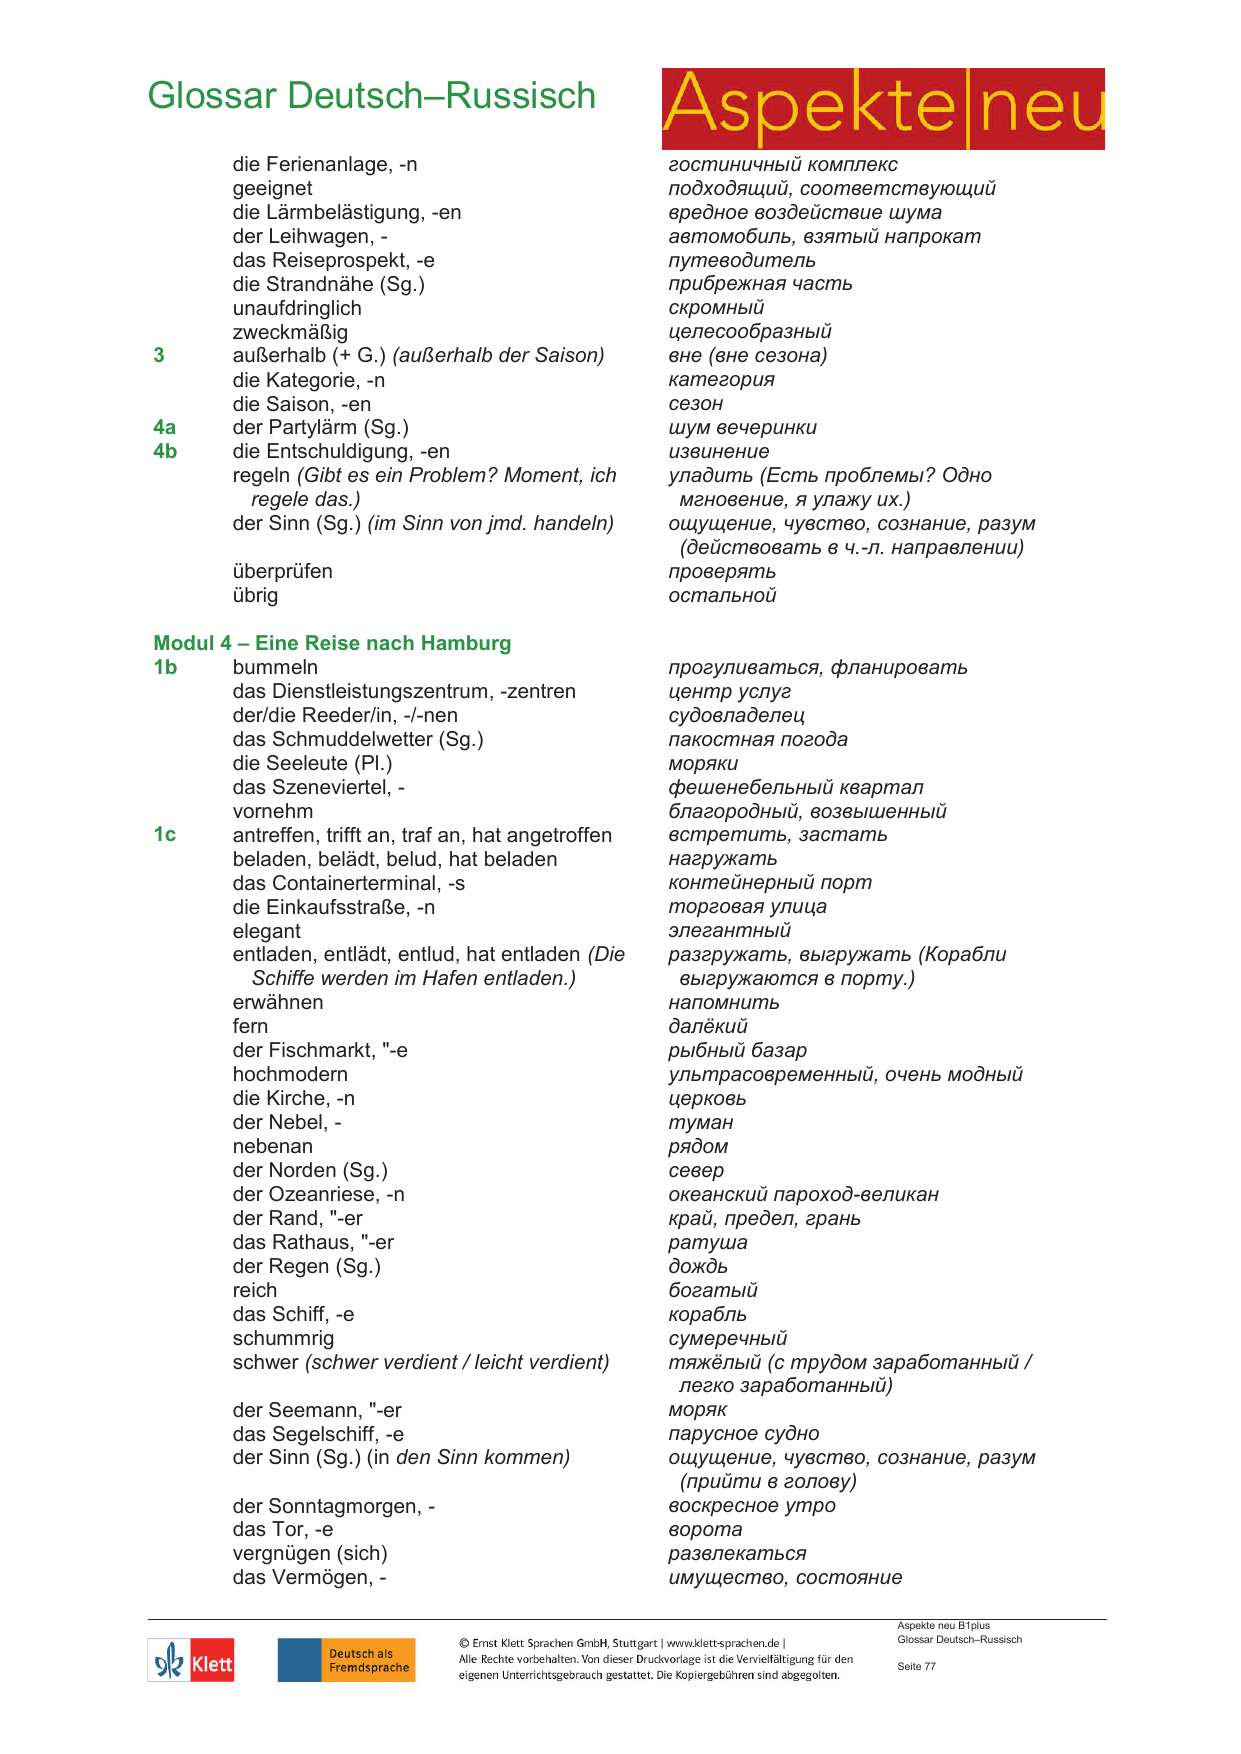 Glossar Deutsch–Russisch
Aspekte|neu
die Ferienanlage, -n гостиничный комплекс
geeignet подходящий, соответствующий
die Lärmbelästigung, -en вредное воздействие шума
der Leihwagen, - автомобиль, взятый напрокат
das Reiseprospekt, -e путеводитель
die Strandnähe (Sg.) прибрежная часть
unaufdringlich скромный
zweckmäßig целесообразный
3 außerhalb (+ G.) (außerhalb der Saison) вне (вне сезона)
die Kategorie, -n категория
die Saison, -en сезон
4a der Partylärm (Sg.) шум вечеринки
4b die Entschuldigung, -en извинение
regeln (Gibt es ein Problem? Moment, ich уладить (Есть проблемы? Одно
regele das.) мгновение, я улажу их.)
der Sinn (Sg.) (im Sinn von jmd. handeln) ощущение, чувство, сознание, разум
(действовать в ч.-л. направлении)
überprüfen проверять
übrig остальной
Modul 4 – Eine Reise nach Hamburg
1b bummeln прогуливаться, фланировать
das Dienstleistungszentrum, -zentren центр услуг
der/die Reeder/in, -/-nen судовладелец
das Schmuddelwetter (Sg.) пакостная погода
die Seeleute (Pl.) моряки
das Szeneviertel, - фешенебельный квартал
vornehm благородный, возвышенный
1c antreffen, trifft an, traf an, hat angetroffen встретить, застать
beladen, belädt, belud, hat beladen нагружать
das Containerterminal, -s контейнерный порт
die Einkaufsstraße, -n торговая улица
elegant элегантный
entladen, entlädt, entlud, hat entladen (Die разгружать, выгружать (Корабли
Schiffe werden im Hafen entladen.) выгружаются в порту.)
erwähnen напомнить
fern далёкий
der Fischmarkt, "-e рыбный базар
hochmodern ультрасовременный, очень модный
die Kirche, -n церковь
der Nebel, - туман
nebenan рядом
der Norden (Sg.) север
der Ozeanriese, -n океанский пароход-великан
der Rand, "-er край, предел, грань
das Rathaus, "-er ратуша
der Regen (Sg.) дождь
reich богатый
das Schiff, -e корабль
schummrig сумеречный
schwer (schwer verdient / leicht verdient) тяжёлый (с трудом заработанный /
легко заработанный)
der Seemann, "-er моряк
das Segelschiff, -e парусное судно
der Sinn (Sg.) (in den Sinn kommen) ощущение, чувство, сознание, разум
(прийти в голову)
der Sonntagmorgen, - воскресное утро
das Tor, -e ворота
vergnügen (sich) развлекаться
das Vermögen, - имущество, состояние
Klett
Deutsch als
Fremdsprache
© Ernst Klett Sprachen GmbH, Stuttgart | www.klett-sprachen.de |
Alle Rechte vorbehalten. Von dieser Druckvorlage ist die Vervielfältigung für den
eigenen Unterrichtsgebrauch gestattet. Die Kopiergebühren sind abgegolten.
Aspekte neu B1plus
Glossar Deutsch–Russisch
Seite 77